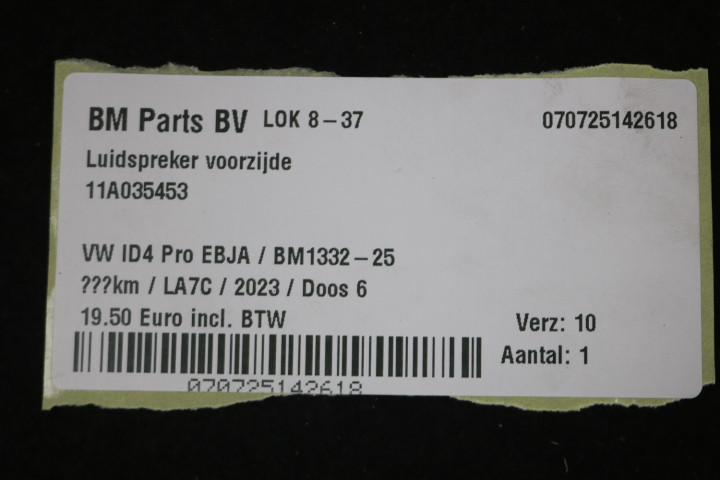 BM Parts BV LOK 8-37 070725142618
Luidspreker voorzijde
11A035453
VW ID4 Pro EBJA / BM1332-25
???km / LA7C / 2023 / Doos 6
19.50 Euro incl. BTW
Verz: 10
Aantal: 1
070725142618